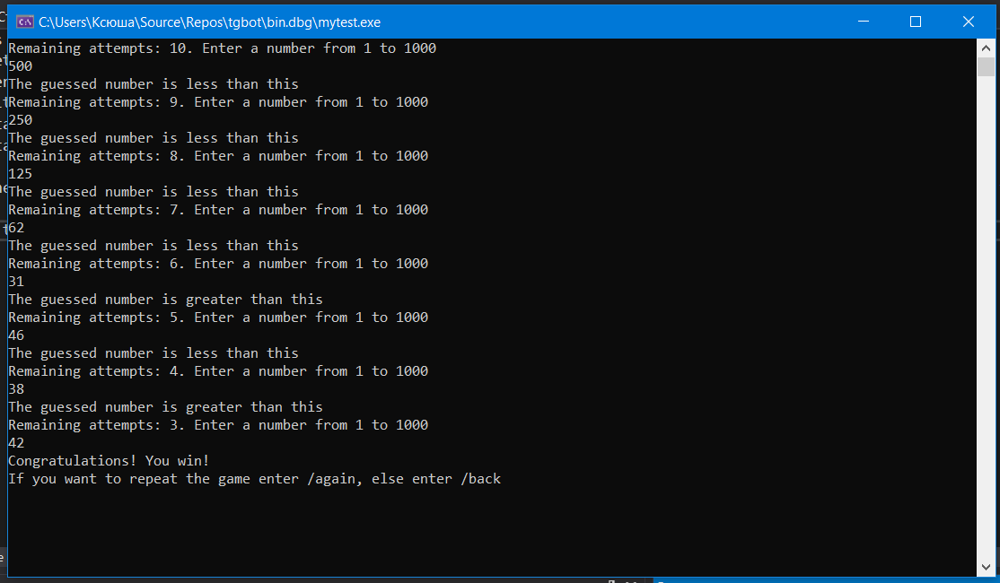 C:\Users\Ксюша\Source\Repos\tgbot\bin.dbg\mytest.exe
Remaining attempts: 10. Enter a number from 1 to 1000
500
The guessed number is less than this
Remaining attempts: 9. Enter a number from 1 to 1000
250
The guessed number is less than this
Remaining attempts: 8. Enter a number from 1 to 1000
125
The guessed number is less than this
Remaining attempts: 7. Enter a number from 1 to 1000
62
The guessed number is less than this
Remaining attempts: 6. Enter a number from 1 to 1000
31
The guessed number is greater than this
Remaining attempts: 5. Enter a number from 1 to 1000
46
The guessed number is less than this
Remaining attempts: 4. Enter a number from 1 to 1000
38
The guessed number is greater than this
Remaining attempts: 3. Enter a number from 1 to 1000
42
Congratulations! You win!
If you want to repeat the game enter /again, else enter /back